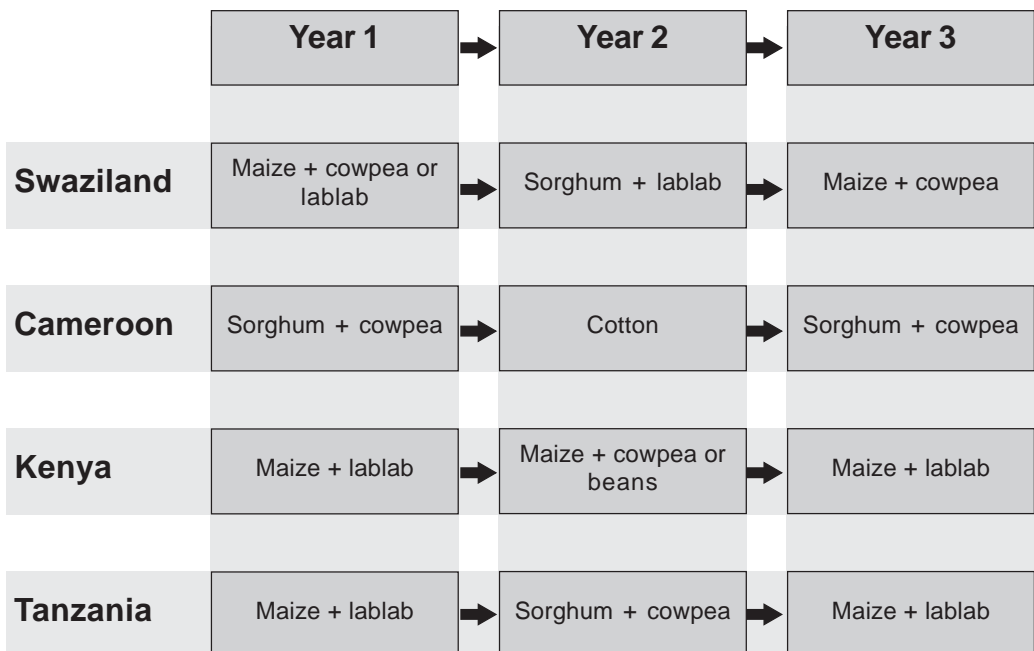 Year 1
Year 2
Year 3
Swaziland
Maize + cowpea or
lablab
Sorghum + lablab
Maize + cowpea
Cameroon
Sorghum + cowpea
Cotton
Sorghum + cowpea
Kenya
Maize + lablab
Maize + cowpea or
beans
Maize + lablab
Tanzania
Maize + lablab
Sorghum + cowpea
Maize + lablab